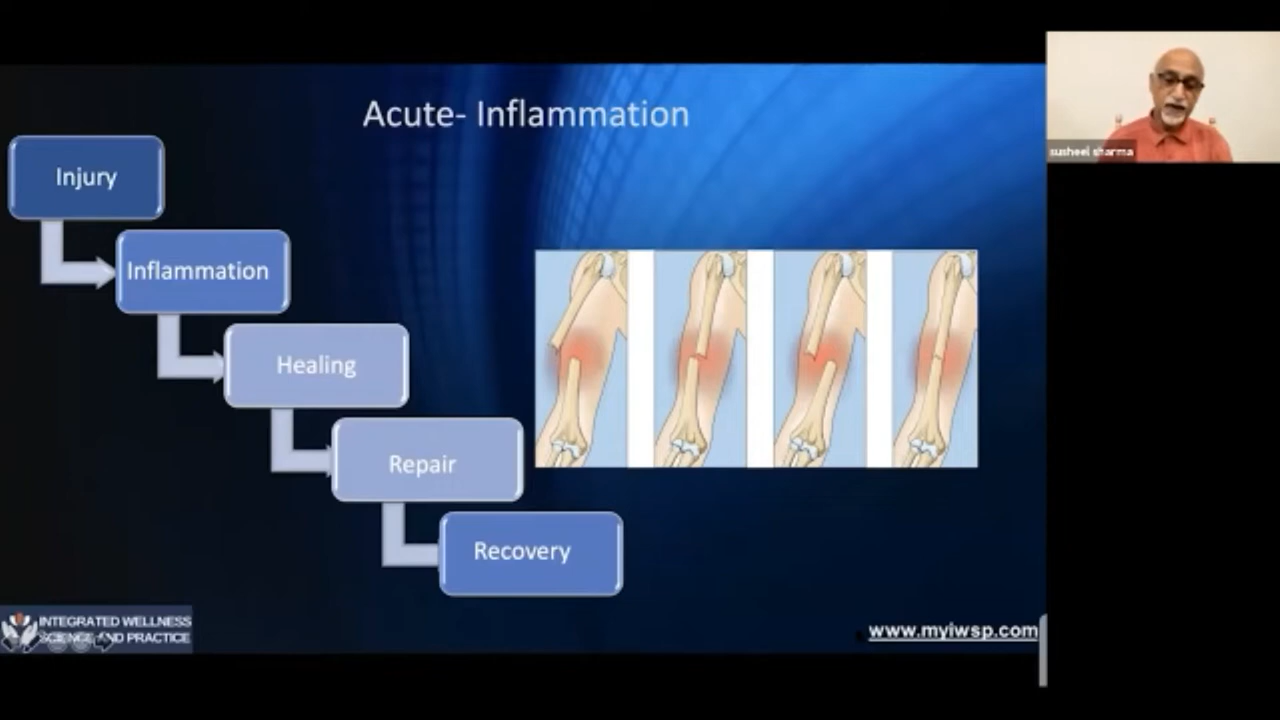 Acute- Inflammation
Injury
Inflammation
Healing
Repair
Recovery
INTEGRATED WELLNESS
SCIENCE AND PRACTICE
www.myiwsp.com
susheel sharma